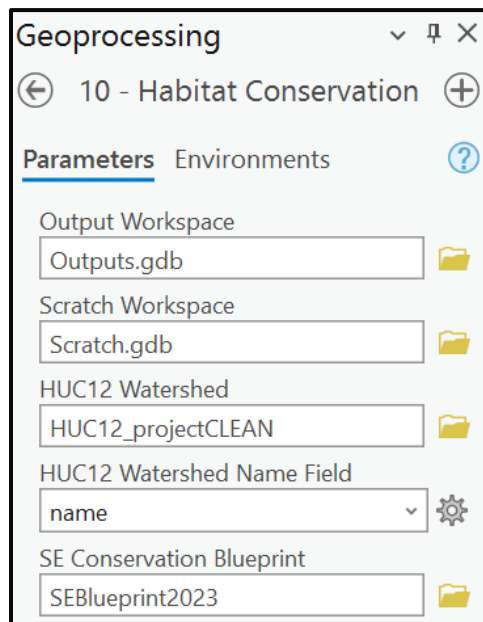 Geoprocessing
10 - Habitat Conservation
Parameters Environments
Output Workspace
Outputs.gdb
Scratch Workspace
Scratch.gdb
HUC12 Watershed
HUC12_projectCLEAN
HUC12 Watershed Name Field
name
SE Conservation Blueprint
SEBlueprint2023